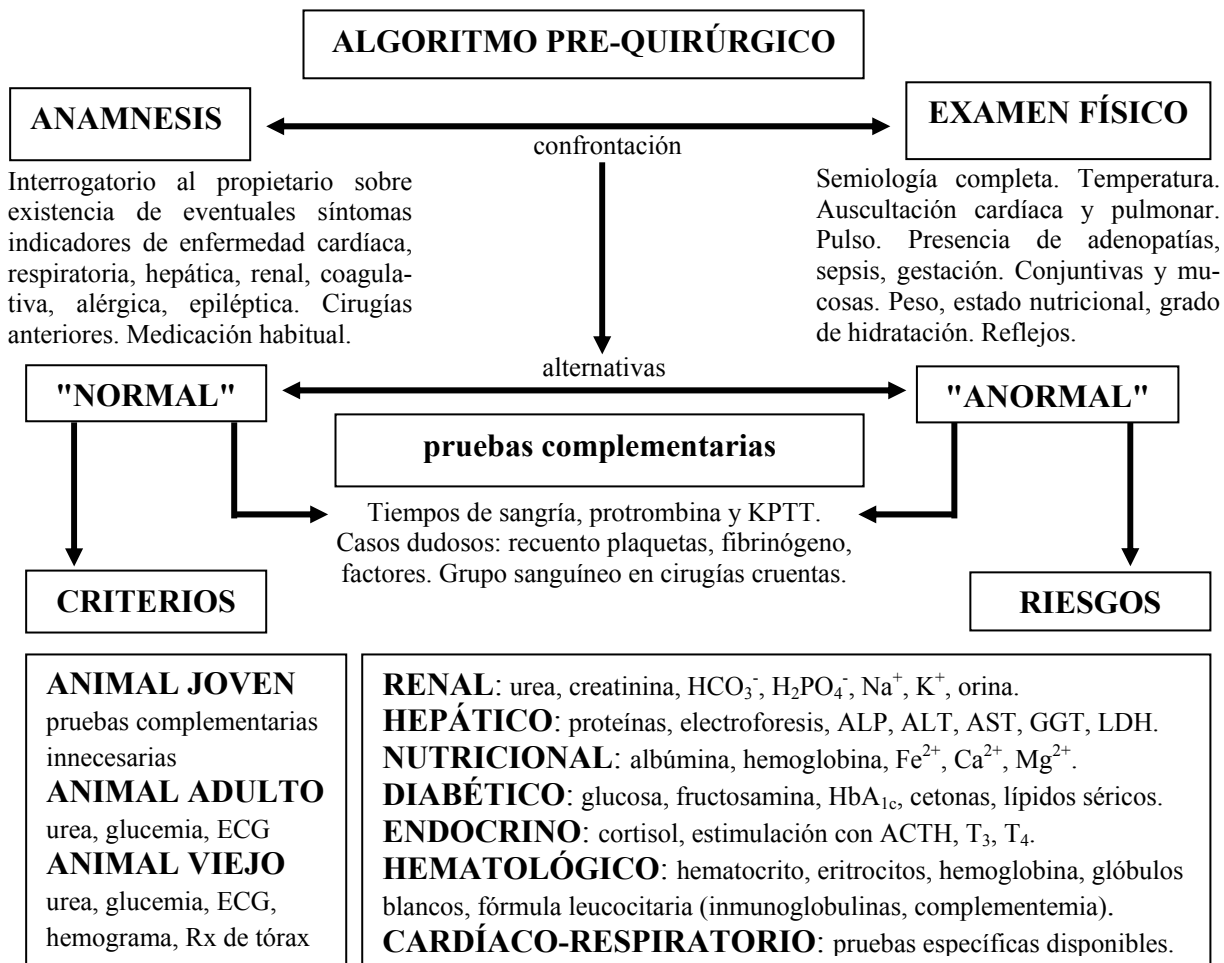 ALGORITMO PRE-QUIRÚRGICO
ANAMNESIS
EXAMEN FÍSICO
confrontación
Interrogatorio al propietario sobre
existencia de eventuales síntomas
indicadores de enfermedad cardíaca,
respiratoria, hepática, renal, coagula-
tiva, alérgica, epiléptica. Cirugías
anteriores. Medicación habitual.
Semiología completa. Temperatura.
Auscultación cardíaca y pulmonar.
Pulso. Presencia de adenopatías,
sepsis, gestación. Conjuntivas y mu-
cosas. Peso, estado nutricional, grado
de hidratación. Reflejos.
alternativas
"NORMAL"
"ANORMAL"
pruebas complementarias
Tiempos de sangría, protrombina y KPTT.
Casos dudosos: recuento plaquetas, fibrinógeno,
factores. Grupo sanguíneo en cirugías cruentas.
CRITERIOS
RIESGOS
ANIMAL JOVEN
pruebas complementarias
innecesarias
ANIMAL ADULTO
urea, glucemia, ECG
ANIMAL VIEJO
urea, glucemia, ECG,
hemograma, Rx de tórax
RENAL: urea, creatinina, HCO₃⁻, H₂PO₄⁻, Na⁺, K⁺, orina.
HEPÁTICO: proteínas, electroforesis, ALP, ALT, AST, GGT, LDH.
NUTRICIONAL: albúmina, hemoglobina, Fe²⁺, Ca²⁺, Mg²⁺.
DIABÉTICO: glucosa, fructosamina, HbA₁c, cetonas, lípidos séricos.
ENDOCRINO: cortisol, estimulación con ACTH, T₃, T₄.
HEMATOLÓGICO: hematocrito, eritrocitos, hemoglobina, glóbulos
blancos, fórmula leucocitaria (inmunoglobulinas, complementemia).
CARDÍACO-RESPIRATORIO: pruebas específicas disponibles.